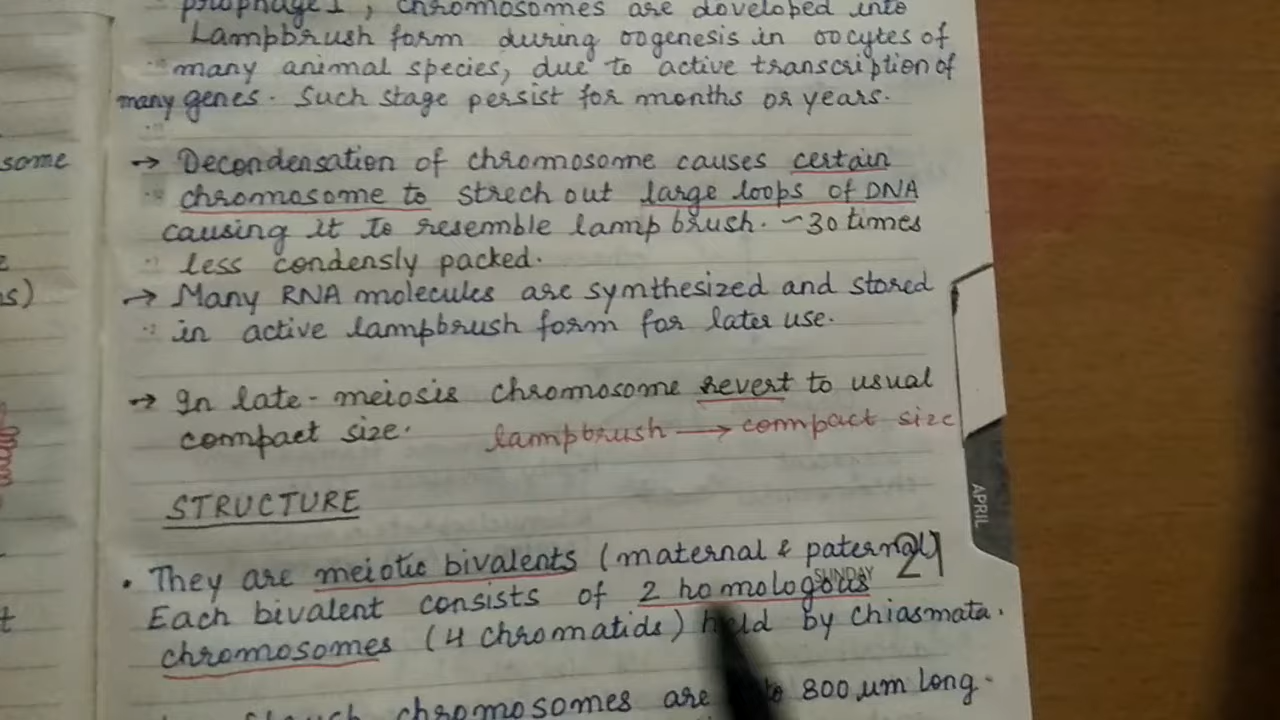 prophage I, chromosomes are doveloped into
Lampbrush form during oogenesis in oocytes of
many animal species, due to active transcription of
many genes. Such stage persist for months or years.
some
→ Decondensation of chromosome causes certain
chromosome to strech out large loops of DNA
causing it to resemble lamp brush. ~30 times
less condensly packed.
s)
→ Many RNA molecules are synthesized and stored
in active lampbrush form for later use.
→ In late-meiosis chromosome revert to usual
compact size. lampbrush → compact size
APRIL
STRUCTURE
• They are meiotic bivalents (maternal & paternal)
SUNDAY
Each bivalent consists of 2 homologous
chromosomes (4 chromatids) held by chiasmata.
chromosomes are 800 um long.